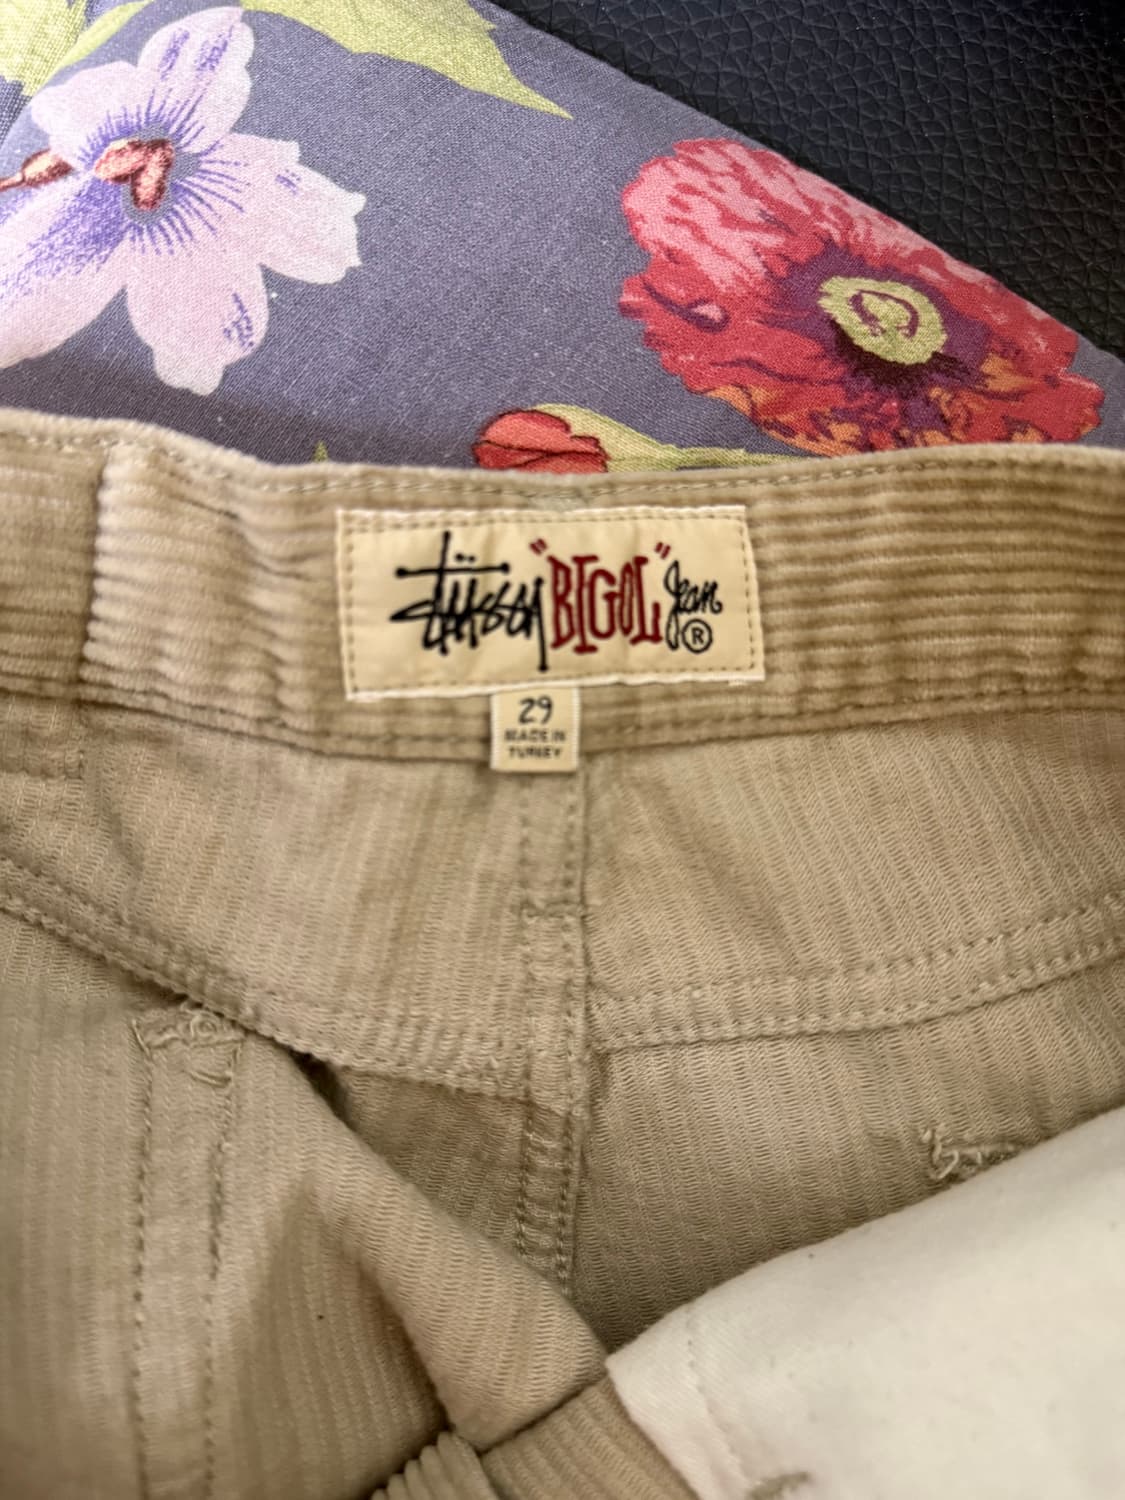 Stüssy "BIGOL" Jean ®
29
MADE IN
TURKEY